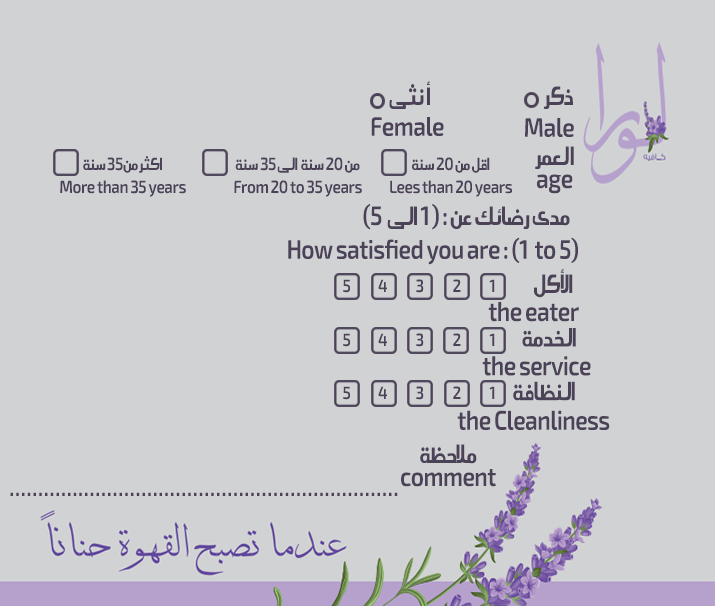 لورا
كافيه
ذكر أنثى
Male Female
العمر
age
اقل من 20 سنة من 20 سنة الى 35 سنة اكثر من 35 سنة
Lees than 20 years From 20 to 35 years More than 35 years
مدى رضائك عن : (1 الى 5)
How satisfied you are : (1 to 5)
الأكل 1 2 3 4 5
the eater
الخدمة 1 2 3 4 5
the service
النظافة 1 2 3 4 5
the Cleanliness
ملاحظة
comment
عندما تصبح القهوة حناناً